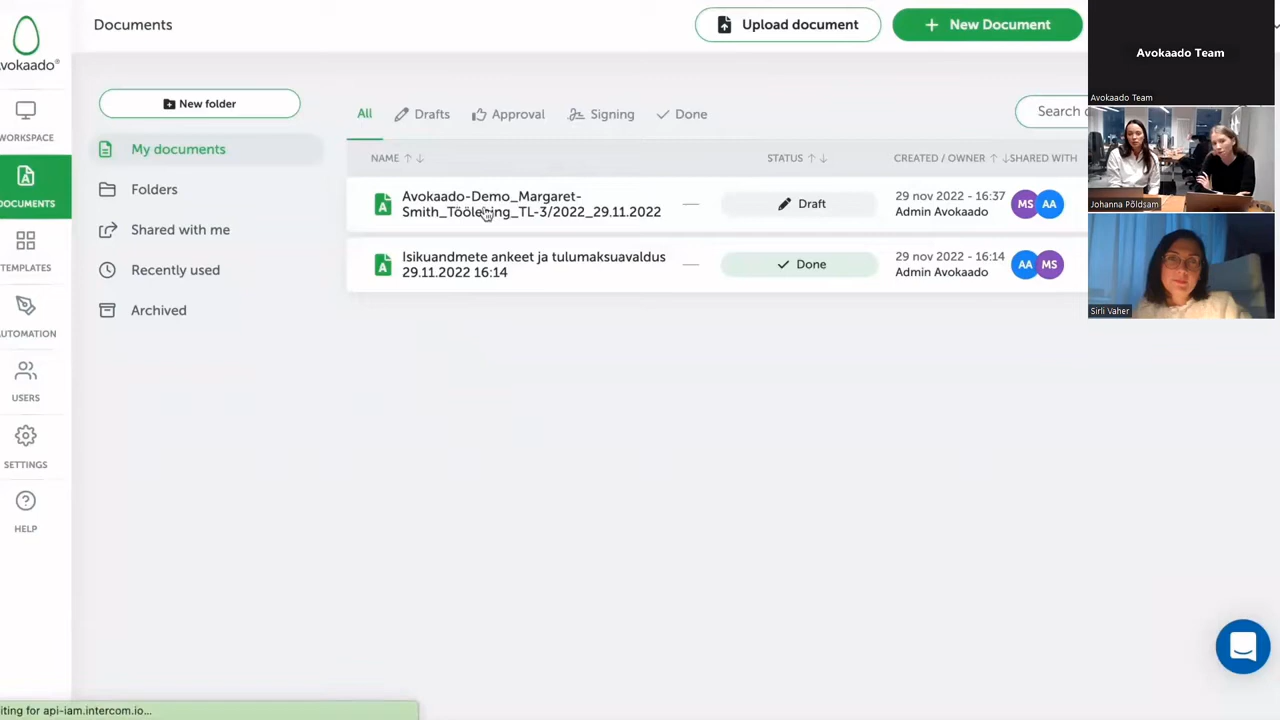 Documents
Upload document
+ New Document
vokaado®
WORKSPACE
DOCUMENTS
TEMPLATES
AUTOMATION
USERS
SETTINGS
HELP
New folder
My documents
Folders
Shared with me
Recently used
Archived
All Drafts Approval Signing Done
Search
NAME STATUS CREATED / OWNER SHARED WITH
Avokaado-Demo_Margaret-
Smith_Tööleping_TL-3/2022_29.11.2022
Draft
29 nov 2022 - 16:37
Admin Avokaado
MS AA
Isikuandmete ankeet ja tulumaksuavaldus
29.11.2022 16:14
Done
29 nov 2022 - 16:14
Admin Avokaado
AA MS
Avokaado Team
Avokaado Team
Johanna Põldsam
Sirli Vaher
iting for api-iam.intercom.io...